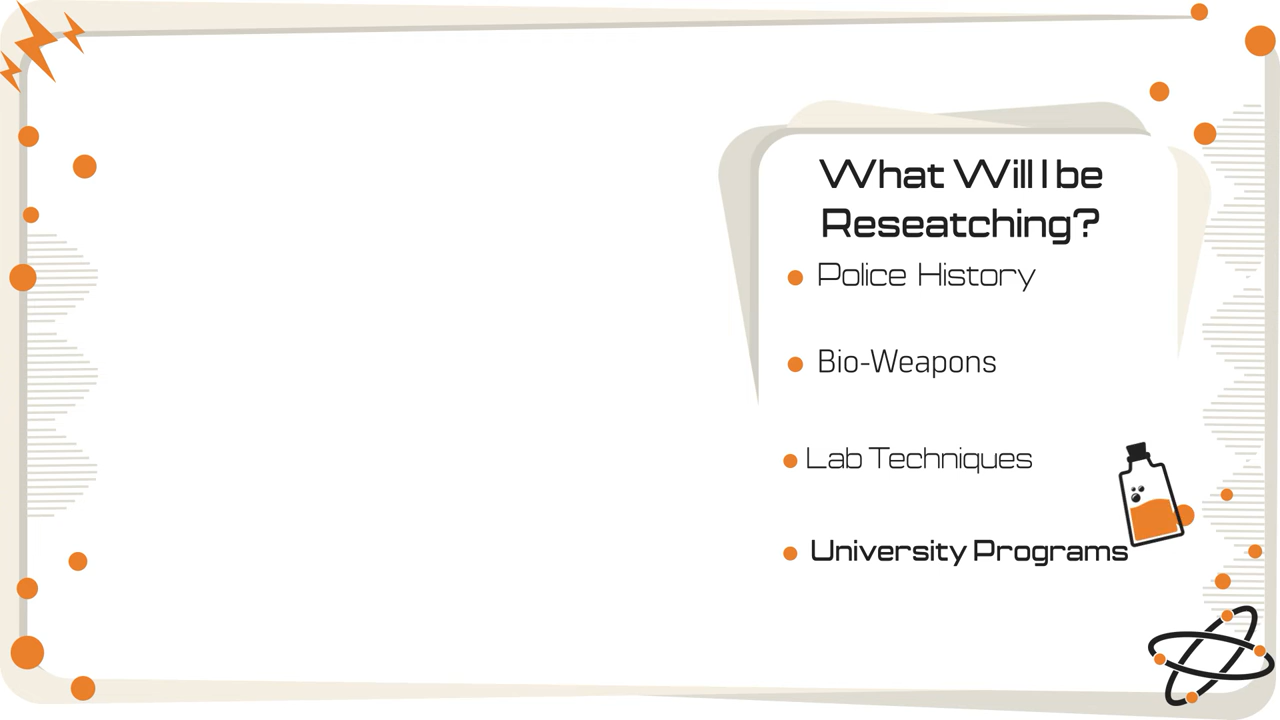 What Will I be
Reseatching?
Police History
Bio-Weapons
Lab Techniques
University Programs